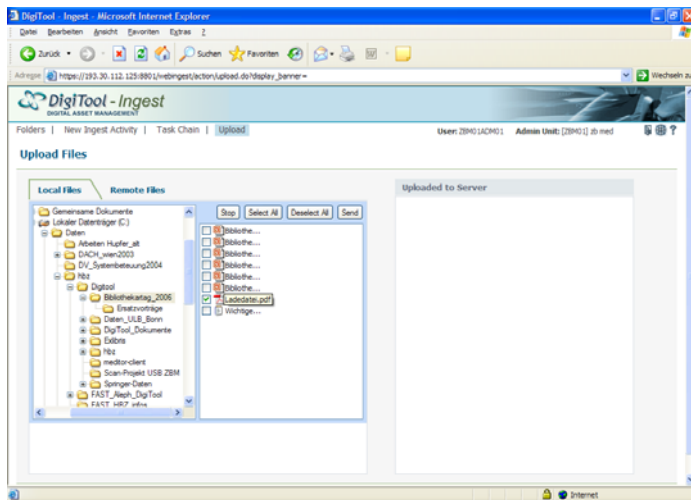 DigiTool - Ingest - Microsoft Internet Explorer
Datei Bearbeiten Ansicht Favoriten Extras ?
Zurück Suchen Favoriten
Adresse https://193.30.112.125:8801/webingest/action/upload.do?display_banner= Wechseln zu
DigiTool - Ingest
DIGITAL ASSET MANAGEMENT
Folders | New Ingest Activity | Task Chain | Upload User: ZBM01ADM01 Admin Unit: [ZBM01] zb med ?
Upload Files
Local Files Remote Files Uploaded to Server
Stop Select All Deselect All Send
Gemeinsame Dokumente
Lokaler Datenträger (C:)
Daten
Arbeiten Hupfer_alt
DACH_wien2003
DV_Systembetreuung2004
hbz
Digitool
Bibliothekartag_2006
Ersatzvorträge
Daten_ULB_Bonn
DigiTool_Dokumente
Exlibris
hbz
meditor-client
Scan-Projekt USB ZBM
Springer-Daten
FAST_Aleph_DigiTool
FAST_HBZ_infos
Bibliothe...
Bibliothe...
Bibliothe...
Bibliothe...
Bibliothe...
Ladedatei.pdf
Wichtige...
Internet